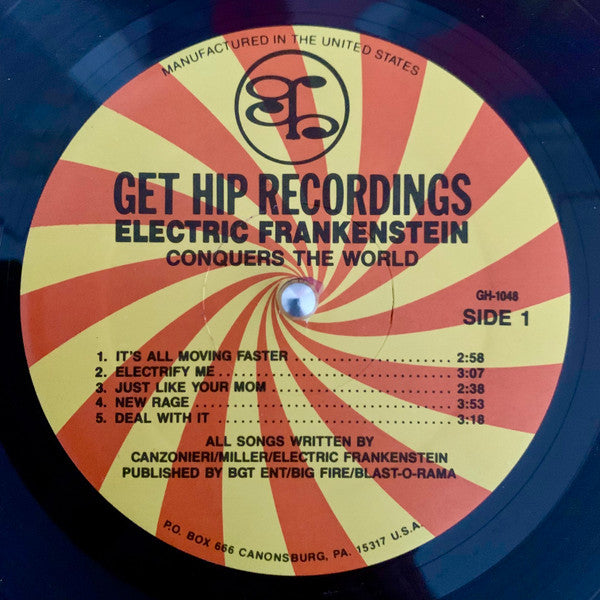 MANUFACTURED IN THE UNITED STATES
GET HIP RECORDINGS
ELECTRIC FRANKENSTEIN
CONQUERS THE WORLD
GH-1048
SIDE 1
1. IT'S ALL MOVING FASTER .................... 2:58
2. ELECTRIFY ME .................... 3:07
3. JUST LIKE YOUR MOM .................... 2:38
4. NEW RAGE .................... 3:53
5. DEAL WITH IT .................... 3:18
ALL SONGS WRITTEN BY
CANZONIERI/MILLER/ELECTRIC FRANKENSTEIN
PUBLISHED BY BGT ENT/BIG FIRE/BLAST-O-RAMA
P.O. BOX 666 CANONSBURG, PA. 15317 U.S.A.